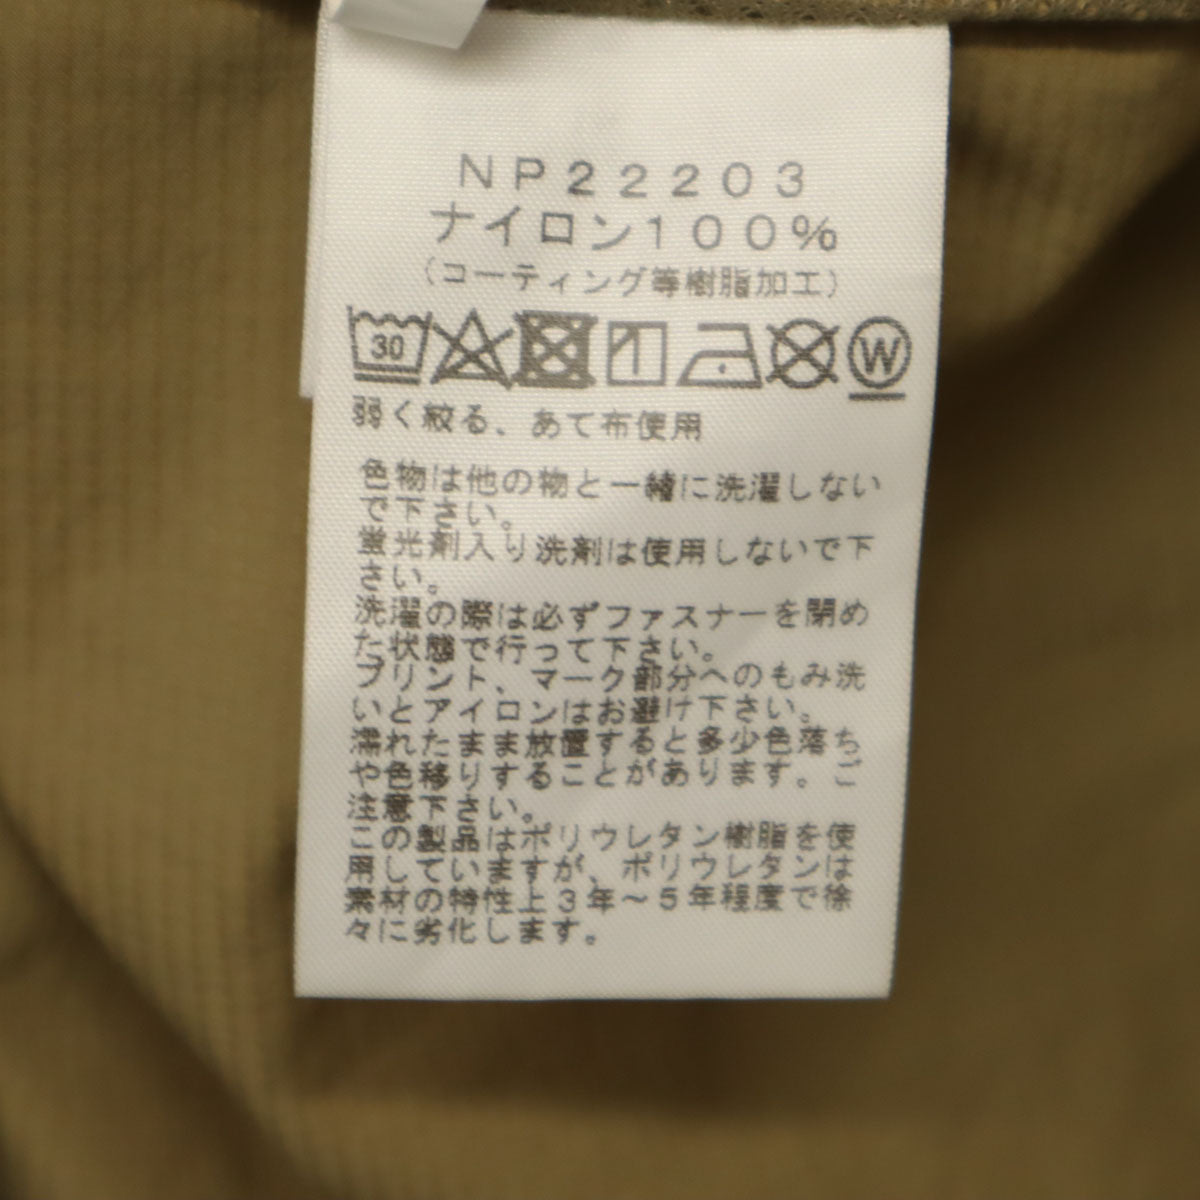 NP22203
ナイロン100%
(コーティング等樹脂加工)
30 W
弱く絞る、あて布使用
色物は他の物と一緒に洗濯しない
で下さい。
蛍光剤入り洗剤は使用しないで下
さい。
洗濯の際は必ずファスナーを閉め
た状態で行って下さい。
プリント、マーク部分へのもみ洗
いとアイロンはお避け下さい。
濡れたまま放置すると多少色落ち
や色移りすることがあります。ご
注意下さい。
この製品はポリウレタン樹脂を使
用していますが、ポリウレタンは
素材の特性上3年~5年程度で徐
々に劣化します。